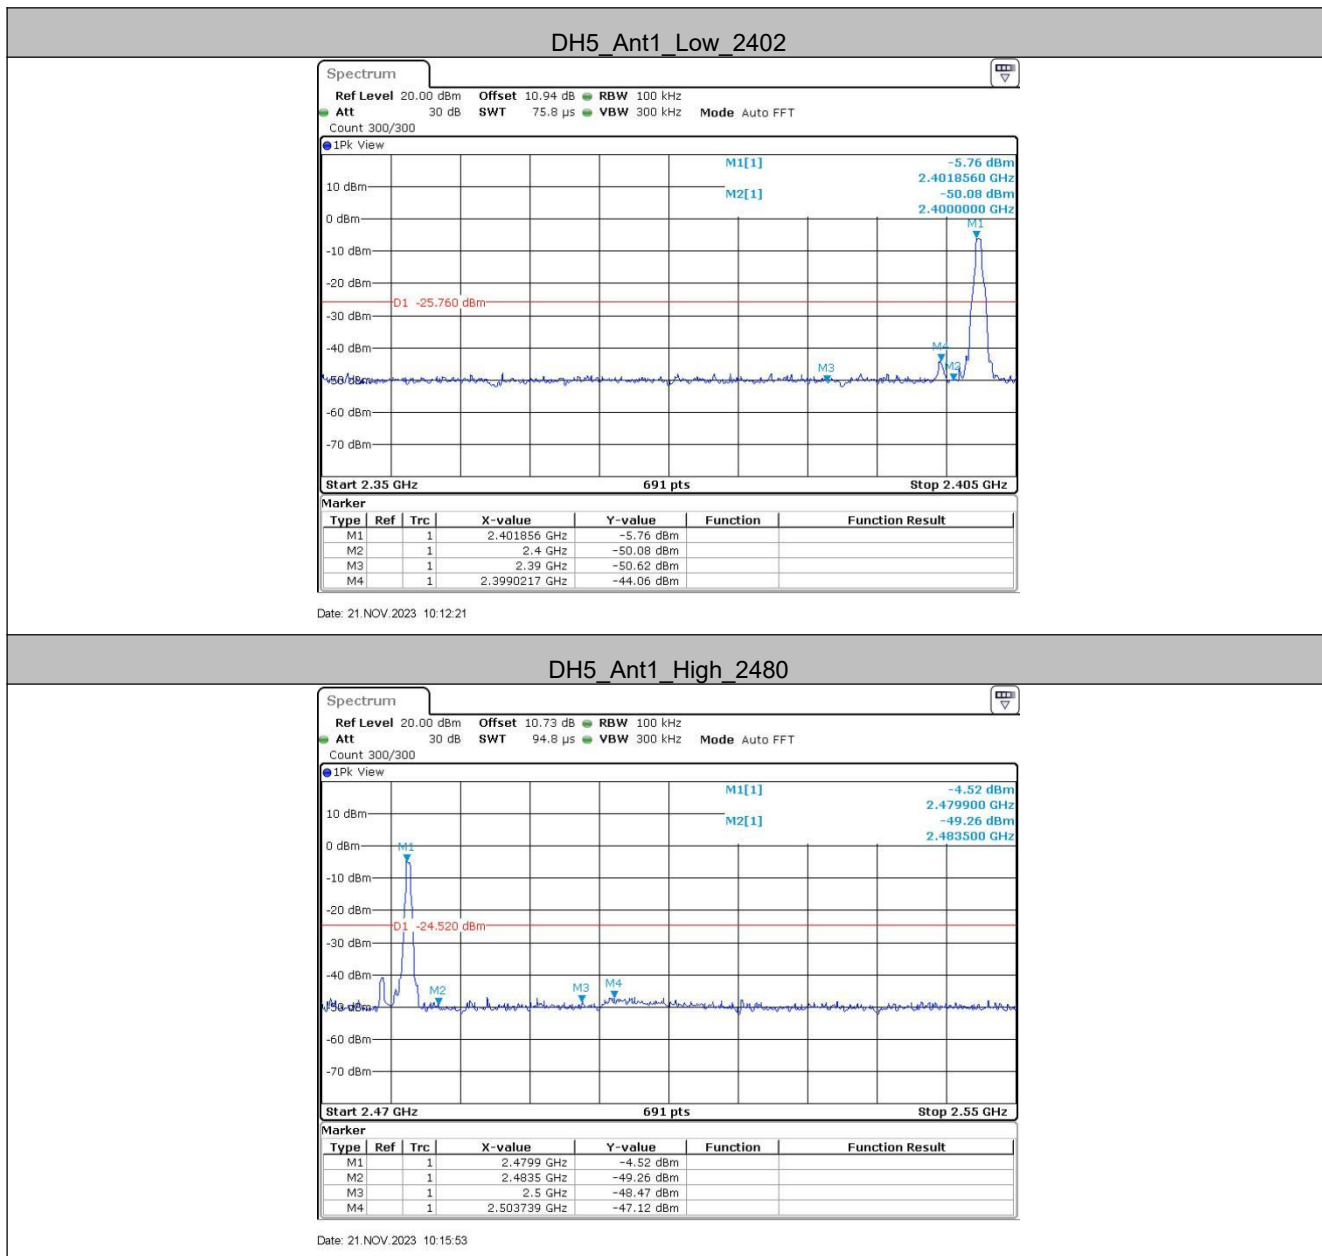 DH5_Ant1_Low_2402
Spectrum
Ref Level 20.00 dBm Offset 10.94 dB RBW 100 kHz
Att 30 dB SWT 75.8 µs VBW 300 kHz Mode Auto FFT
Count 300/300
1Pk View
M1[1] -5.76 dBm
2.4018560 GHz
M2[1] -50.08 dBm
2.4000000 GHz
10 dBm
0 dBm
M1
-10 dBm
-20 dBm
D1 -25.760 dBm
-30 dBm
-40 dBm
M4
M3 M2
-50 dBm
-60 dBm
-70 dBm
Start 2.35 GHz 691 pts Stop 2.405 GHz
Marker
Type Ref Trc X-value Y-value Function Function Result
M1 1 2.401856 GHz -5.76 dBm
M2 1 2.4 GHz -50.08 dBm
M3 1 2.39 GHz -50.62 dBm
M4 1 2.3990217 GHz -44.06 dBm
Date: 21.NOV.2023 10:12:21
DH5_Ant1_High_2480
Spectrum
Ref Level 20.00 dBm Offset 10.73 dB RBW 100 kHz
Att 30 dB SWT 94.8 µs VBW 300 kHz Mode Auto FFT
Count 300/300
1Pk View
M1[1] -4.52 dBm
2.479900 GHz
M2[1] -49.26 dBm
2.483500 GHz
10 dBm
0 dBm
M1
-10 dBm
-20 dBm
D1 -24.520 dBm
-30 dBm
-40 dBm
M2 M3 M4
-50 dBm
-60 dBm
-70 dBm
Start 2.47 GHz 691 pts Stop 2.55 GHz
Marker
Type Ref Trc X-value Y-value Function Function Result
M1 1 2.4799 GHz -4.52 dBm
M2 1 2.4835 GHz -49.26 dBm
M3 1 2.5 GHz -48.47 dBm
M4 1 2.503739 GHz -47.12 dBm
Date: 21.NOV.2023 10:15:53